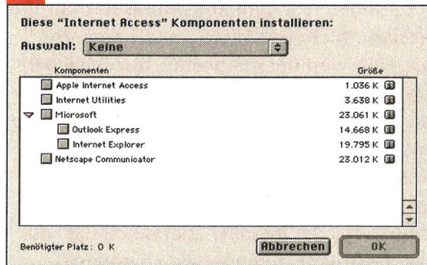 Diese "Internet Access" Komponenten installieren:
Auswahl: Keine
Komponenten Größe
Apple Internet Access 1.036 K
Internet Utilities 3.638 K
Microsoft 23.061 K
Outlook Express 14.668 K
Internet Explorer 19.795 K
Netscape Communicator 23.012 K
Benötigter Platz: 0 K Abbrechen OK